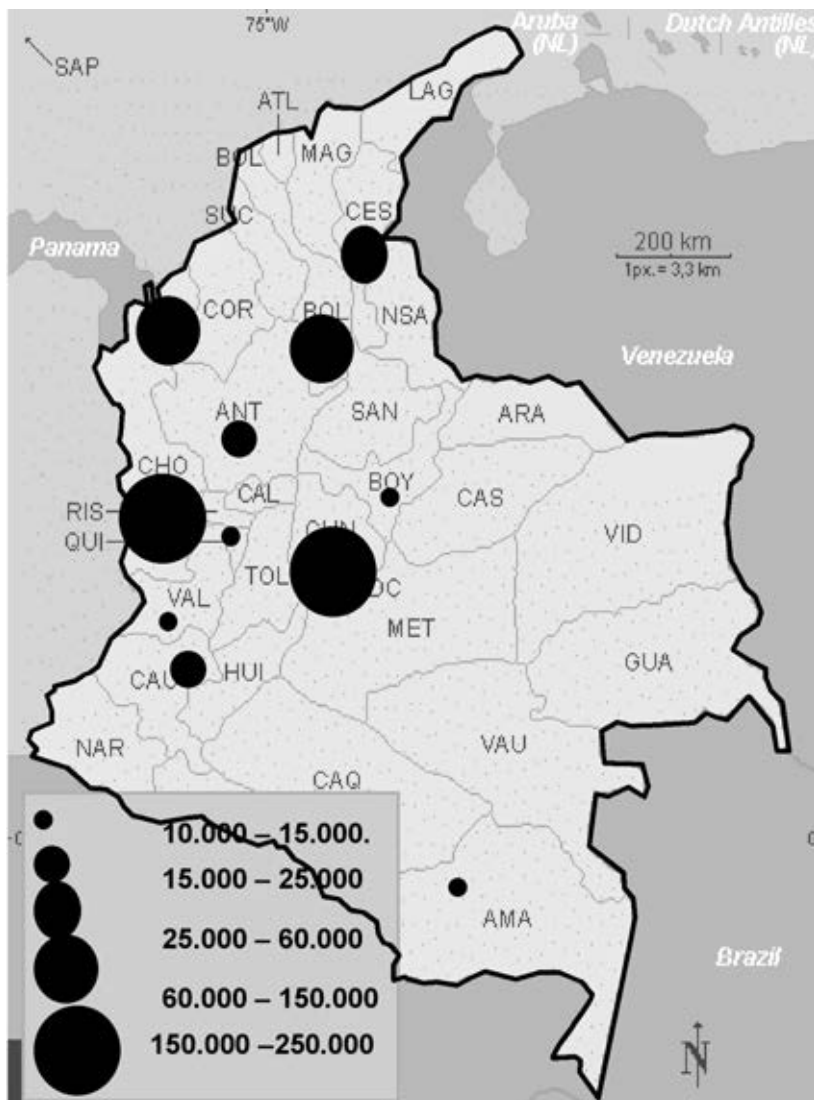 75°W
Aruba
(NL)
Dutch Antilles
(NL)
SAP
LAG
ATL
MAG
BOL
SUC
CES
Panama
200 km
1px. = 3,3 km
COR
BOL
NSA
Venezuela
ANT
SAN
ARA
CHO
BOY
CAL
CAS
RIS
VID
QUI
CUN
TOL
DC
VAL
MET
GUA
CAU
HUI
NAR
VAU
CAQ
10.000 – 15.000.
15.000 – 25.000
AMA
25.000 – 60.000
Brazil
60.000 – 150.000
150.000 –250.000
N